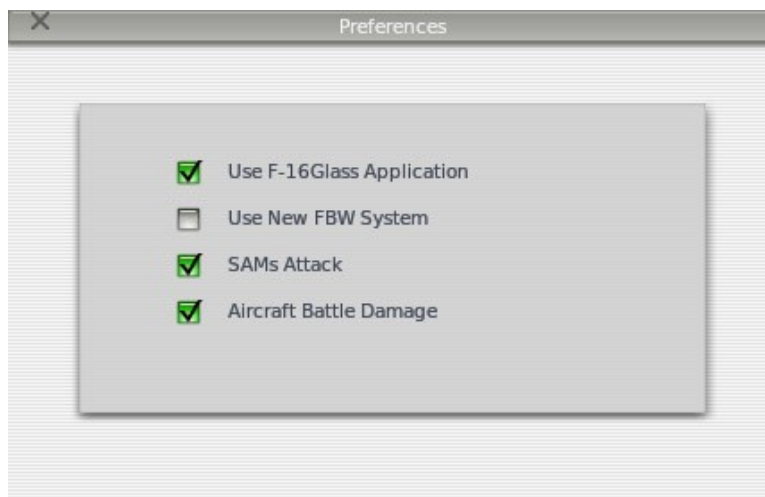 Preferences
Use F-16Glass Application
Use New FBW System
SAMs Attack
Aircraft Battle Damage